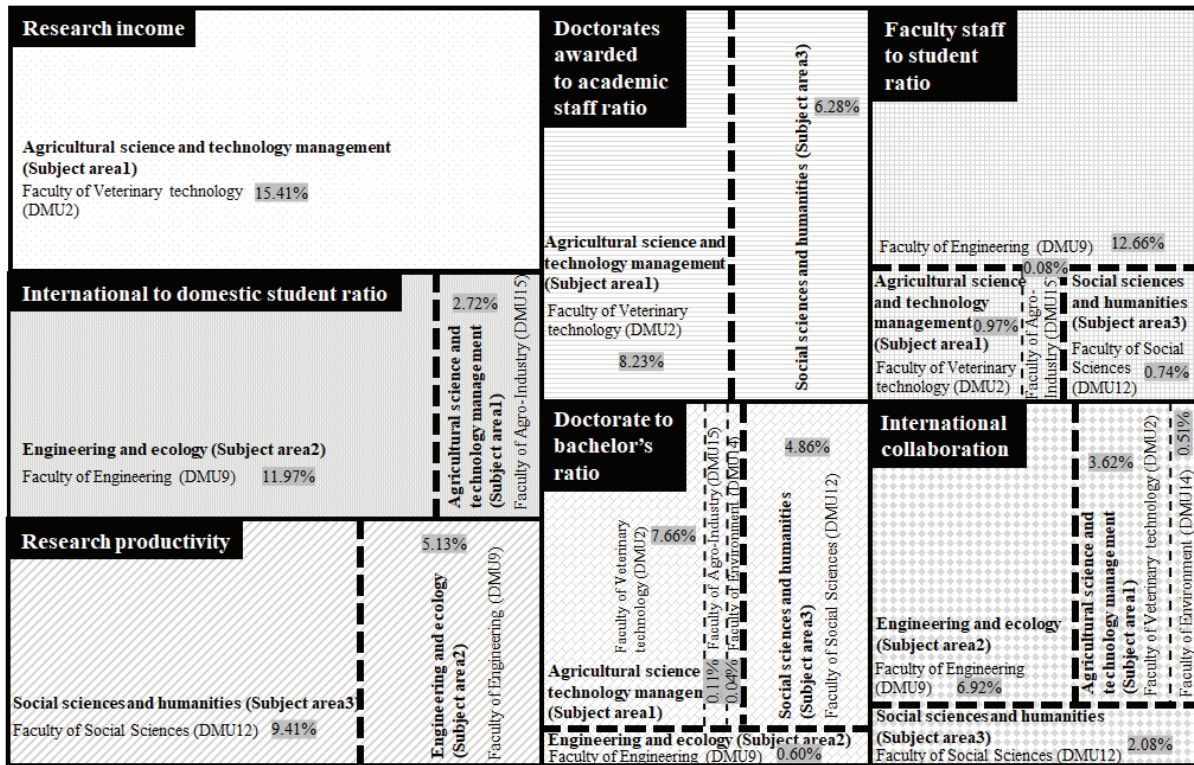 Research income
Agricultural science and technology management
(Subject area1)
Faculty of Veterinary technology
(DMU2)
15.41%
International to domestic student ratio
Engineering and ecology (Subject area2)
Faculty of Engineering (DMU9)
11.97%
2.72%
Agricultural science and
technology management
(Subject area1)
Faculty of Agro-Industry (DMU15)
Research productivity
Social sciences and humanities (Subject area3)
Faculty of Social Sciences (DMU12)
9.41%
5.13%
Engineering and ecology
(Subject area2)
Faculty of Engineering (DMU9)
Doctorates
awarded
to academic
staff ratio
Agricultural science and
technology management
(Subject area1)
Faculty of Veterinary
technology (DMU2)
8.23%
6.28%
Social sciences and humanities (Subject area3)
Doctorate to
bachelor's
ratio
Faculty of Veterinary
technology (DMU2)
7.66%
Agricultural science
technology managem
(Subject area1)
Faculty of Agro-Industry (DMU15)
0.11%
Faculty of Environment (DMU14)
0.04%
4.86%
Social sciences and humanities
(Subject area3)
Faculty of Social Sciences (DMU12)
Engineering and ecology (Subject area2)
Faculty of Engineering (DMU9)
0.60%
Faculty staff
to student
ratio
Faculty of Engineering (DMU9)
12.66%
Agricultural science
and technology
management
(Subject area1)
0.97%
Faculty of Veterinary
technology (DMU2)
0.08%
Faculty of Agro-
Industry (DMU15)
Social sciences
and humanities
(Subject area3)
Faculty of Social
Sciences
(DMU12)
0.74%
International
collaboration
Engineering and ecology
(Subject area2)
Faculty of Engineering
(DMU9)
6.92%
3.62%
Agricultural science and
technology management
(Subject area1)
Faculty of Veterinary technology (DMU2)
0.51%
Faculty of Environment (DMU14)
Social sciences and humanities
(Subject area3)
Faculty of Social Sciences (DMU12)
2.08%